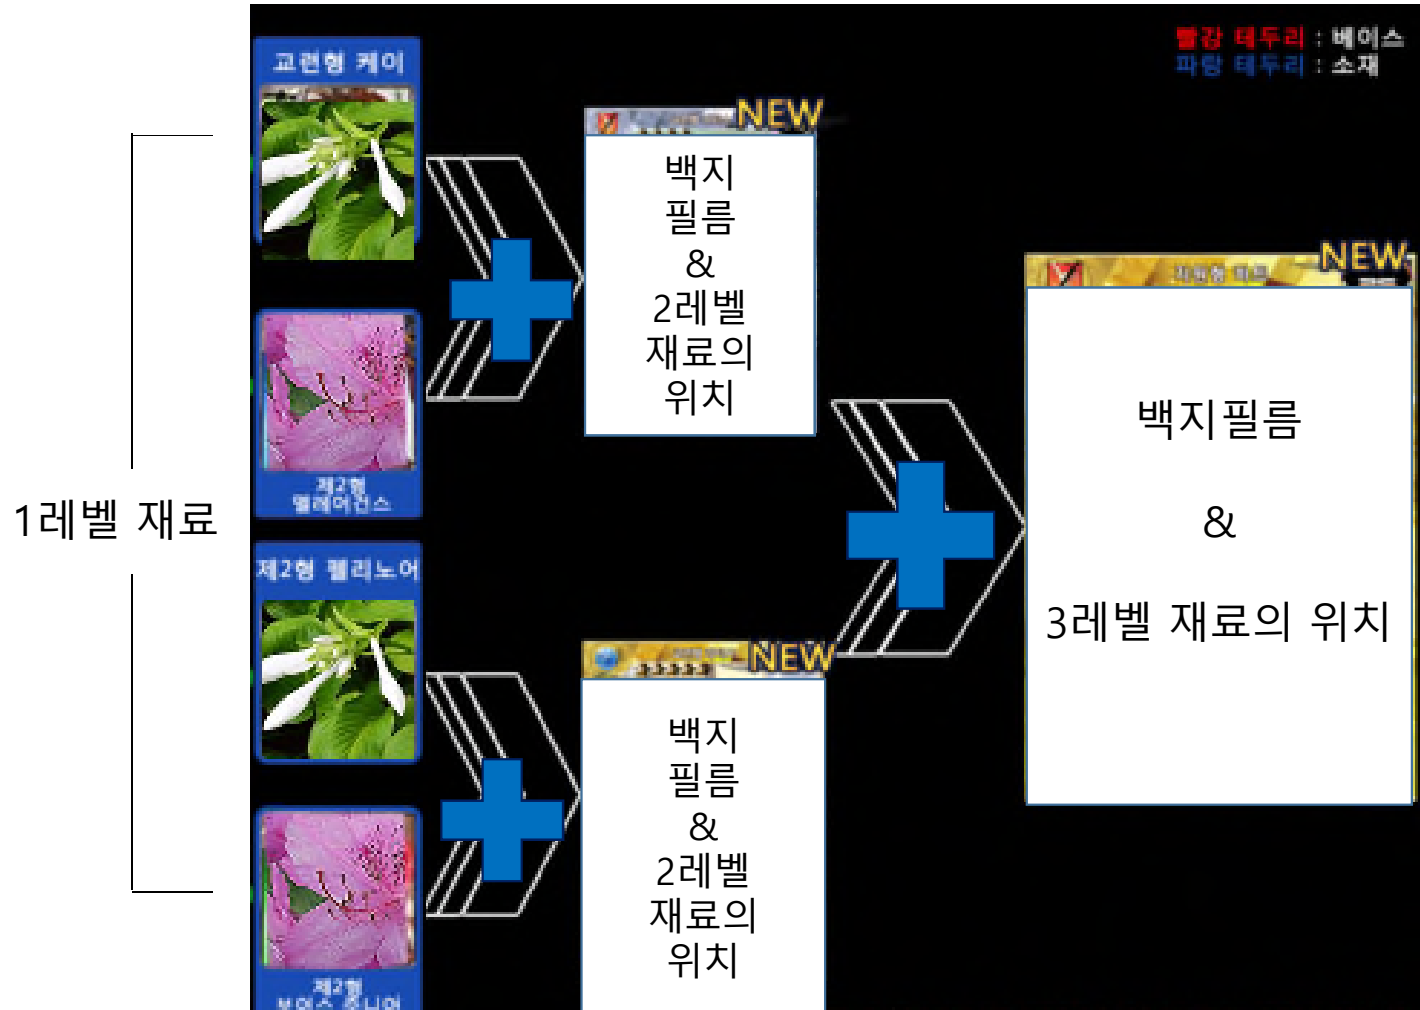 빨강 테두리 : 베이스
파랑 테두리 : 소재
교련형 케이
NEW
백지
필름
&
2레벨
재료의
위치
NEW
제2형
1레벨 재료
백지필름
&
3레벨 재료의 위치
제2형 펠리노어
NEW
백지
필름
&
2레벨
재료의
위치
제2형